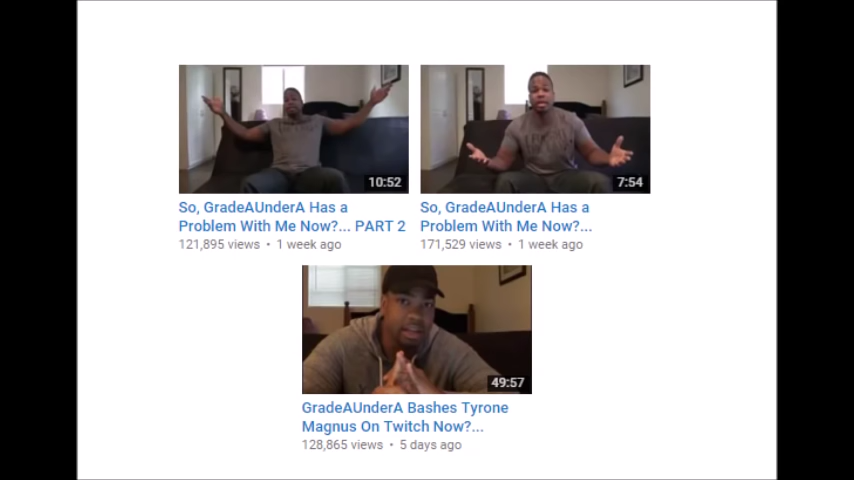 10:52
So, GradeAUnderA Has a
Problem With Me Now?... PART 2
121,895 views • 1 week ago
7:54
So, GradeAUnderA Has a
Problem With Me Now?...
171,529 views • 1 week ago
49:57
GradeAUnderA Bashes Tyrone
Magnus On Twitch Now?...
128,865 views • 5 days ago